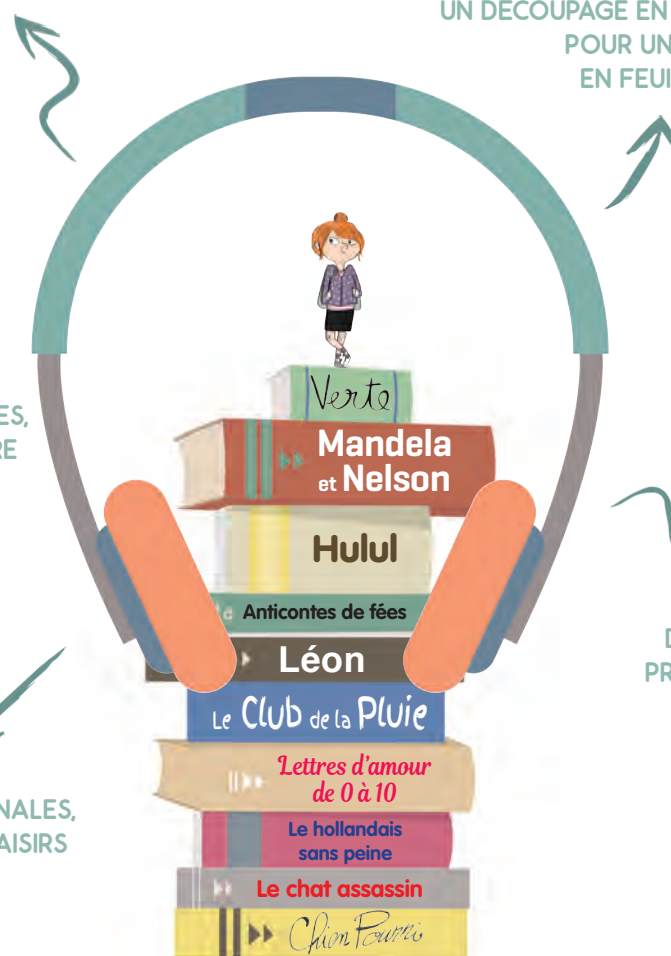 UN DÉCOUPAGE EN
POUR UN
EN FEUI
Verte
Mandela
et Nelson
Hulul
Anticontes de fées
Léon
Le Club de la Pluie
Lettres d'amour
de 0 à 10
Le hollandais
sans peine
Le chat assassin
Chien Pourri
ES,
RE
D
PR
NALES,
AISIRS